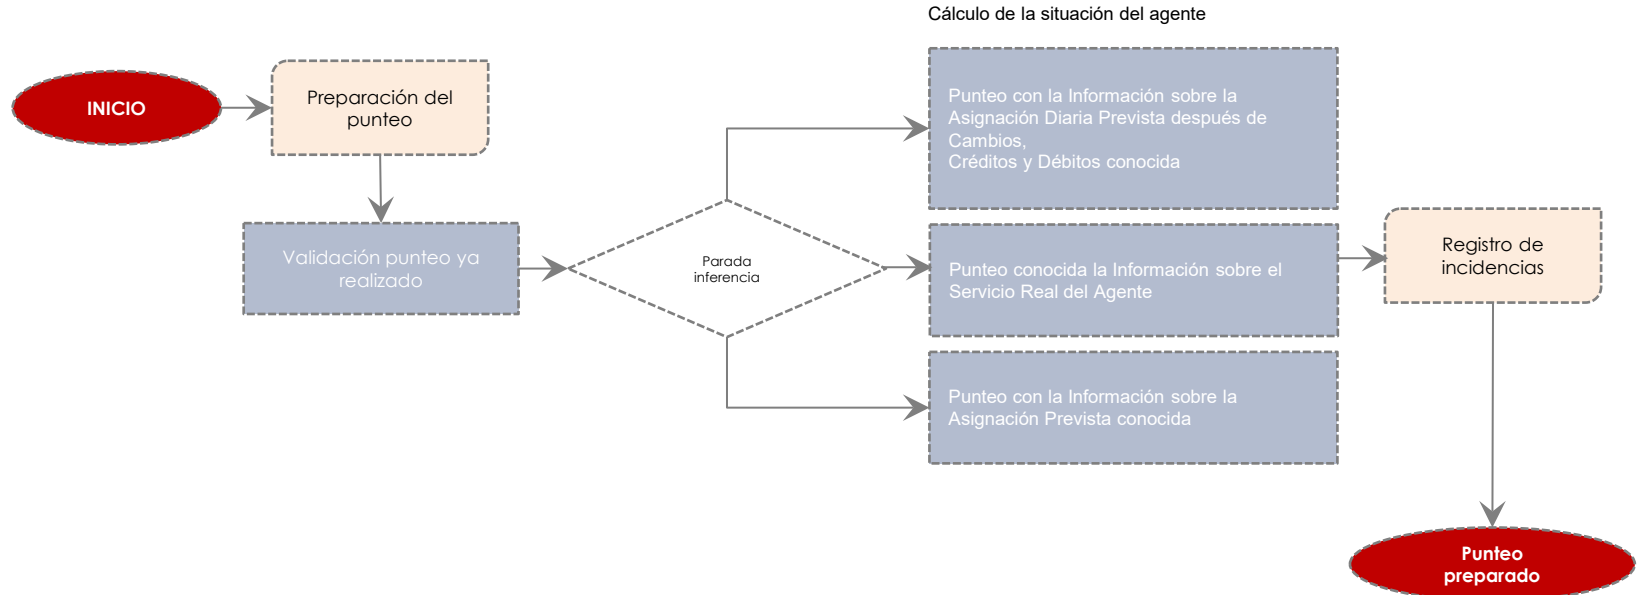 Cálculo de la situación del agente
INICIO
Preparación del
punteo
Validación punteo ya
realizado
Parada
inferencia
Punteo con la Información sobre la
Asignación Diaria Prevista después de
Cambios,
Créditos y Débitos conocida
Punteo conocida la Información sobre el
Servicio Real del Agente
Punteo con la Información sobre la
Asignación Prevista conocida
Registro de
incidencias
Punteo
preparado